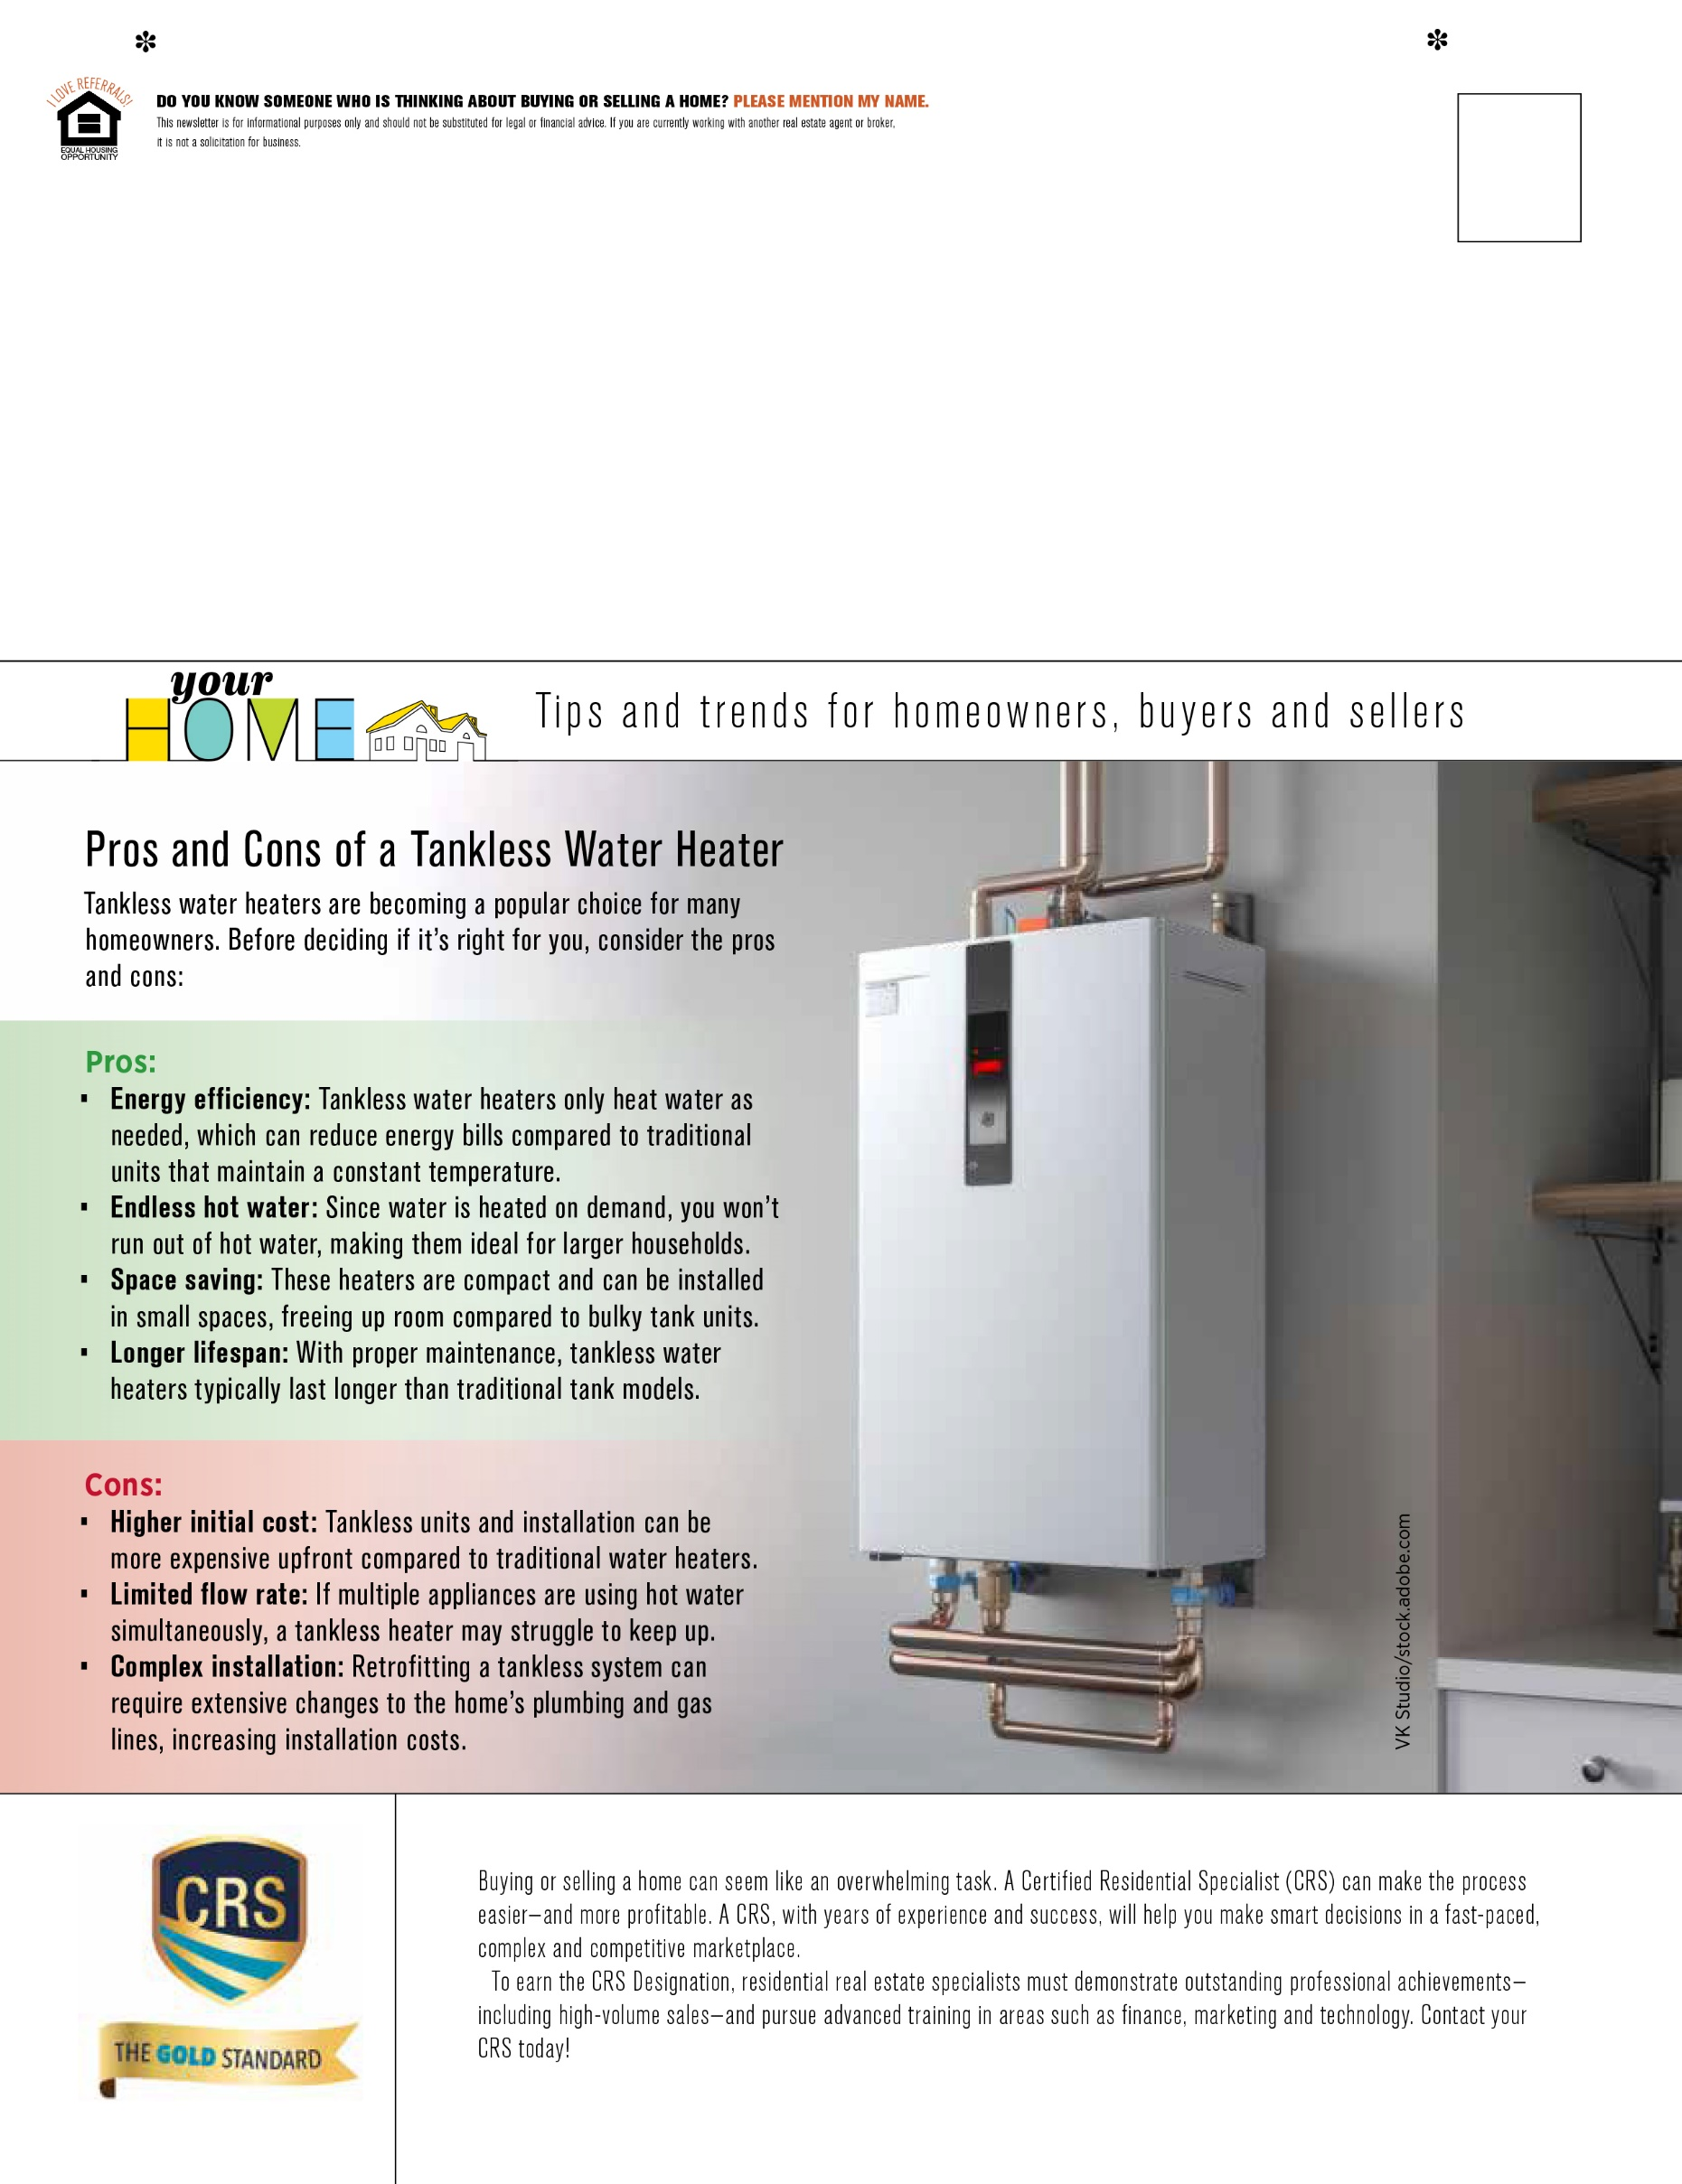 ✽ ✽
I LOVE REFERRALS!
EQUAL HOUSING
OPPORTUNITY
DO YOU KNOW SOMEONE WHO IS THINKING ABOUT BUYING OR SELLING A HOME? PLEASE MENTION MY NAME.
This newsletter is for informational purposes only and should not be substituted for legal or financial advice. If you are currently working with another real estate agent or broker,
it is not a solicitation for business.
your
HOME
Tips and trends for homeowners, buyers and sellers
Pros and Cons of a Tankless Water Heater
Tankless water heaters are becoming a popular choice for many
homeowners. Before deciding if it's right for you, consider the pros
and cons:
Pros:
▪ Energy efficiency: Tankless water heaters only heat water as
needed, which can reduce energy bills compared to traditional
units that maintain a constant temperature.
▪ Endless hot water: Since water is heated on demand, you won't
run out of hot water, making them ideal for larger households.
▪ Space saving: These heaters are compact and can be installed
in small spaces, freeing up room compared to bulky tank units.
▪ Longer lifespan: With proper maintenance, tankless water
heaters typically last longer than traditional tank models.
Cons:
▪ Higher initial cost: Tankless units and installation can be
more expensive upfront compared to traditional water heaters.
▪ Limited flow rate: If multiple appliances are using hot water
simultaneously, a tankless heater may struggle to keep up.
▪ Complex installation: Retrofitting a tankless system can
require extensive changes to the home's plumbing and gas
lines, increasing installation costs.
VK Studio/stock.adobe.com
CRS
THE GOLD STANDARD
Buying or selling a home can seem like an overwhelming task. A Certified Residential Specialist (CRS) can make the process
easier—and more profitable. A CRS, with years of experience and success, will help you make smart decisions in a fast-paced,
complex and competitive marketplace.
To earn the CRS Designation, residential real estate specialists must demonstrate outstanding professional achievements—
including high-volume sales—and pursue advanced training in areas such as finance, marketing and technology. Contact your
CRS today!